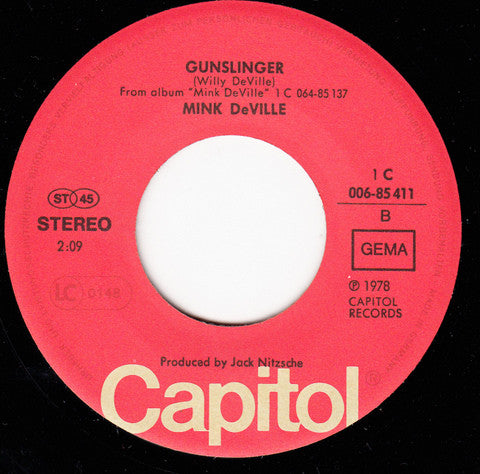 GUNSLINGER
(Willy DeVille)
From album "Mink DeVille" 1 C 064-85 137
MINK DeVILLE
ST 45
STEREO
2:09
LC 0148
1 C
006-85 411
B
GEMA
℗ 1978
CAPITOL
RECORDS
Produced by Jack Nitzsche
Capitol